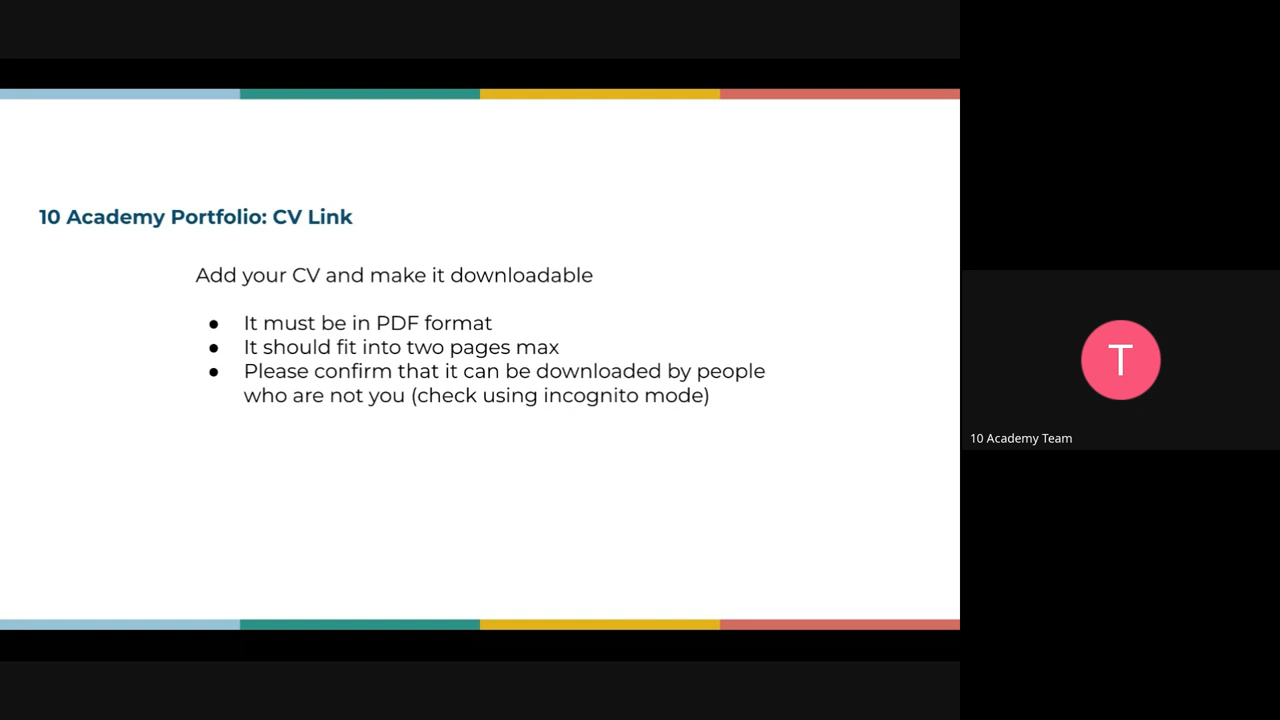 10 Academy Portfolio: CV Link
Add your CV and make it downloadable
● It must be in PDF format
● It should fit into two pages max
● Please confirm that it can be downloaded by people
who are not you (check using incognito mode)
T
10 Academy Team